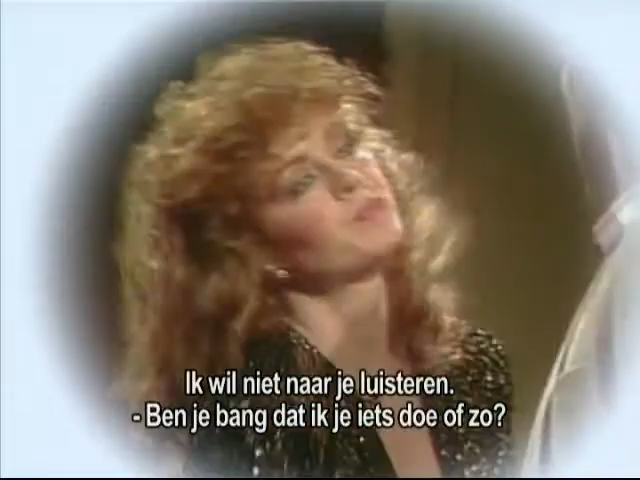 Ik wil niet naar je luisteren.
- Ben je bang dat ik je iets doe of zo?